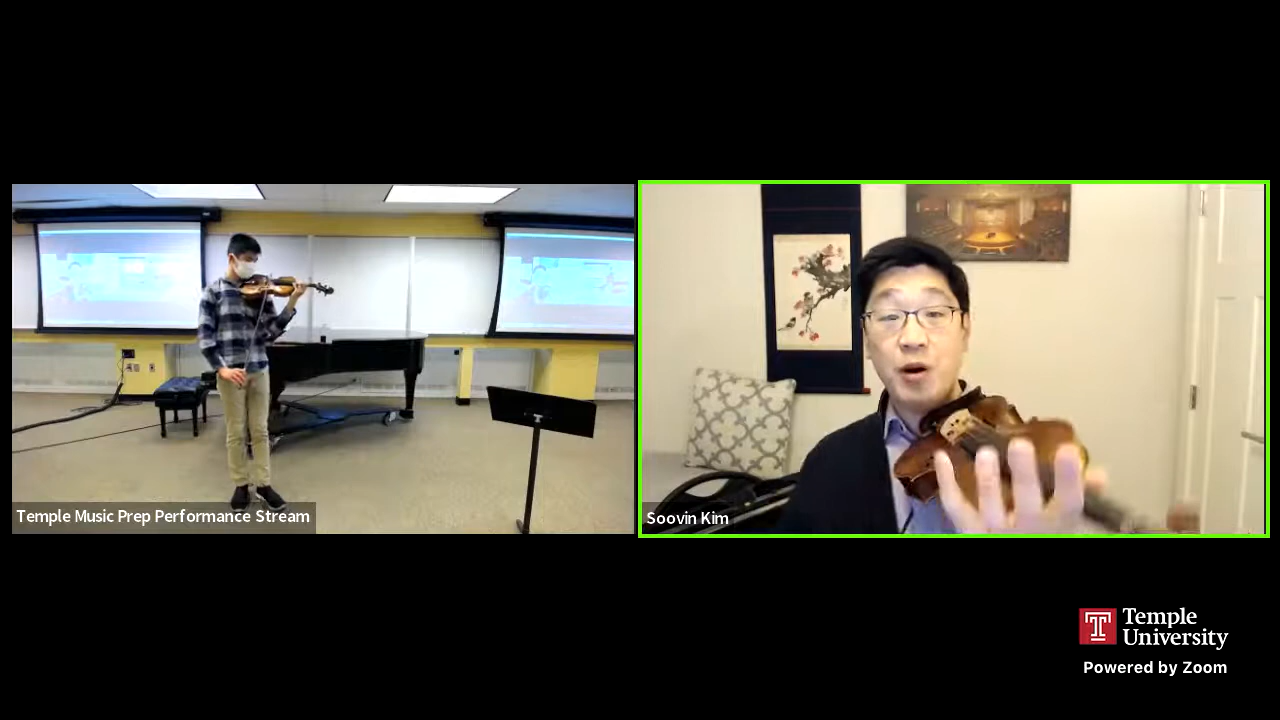 Temple Music Prep Performance Stream
Soovin Kim
Temple
University
Powered by Zoom